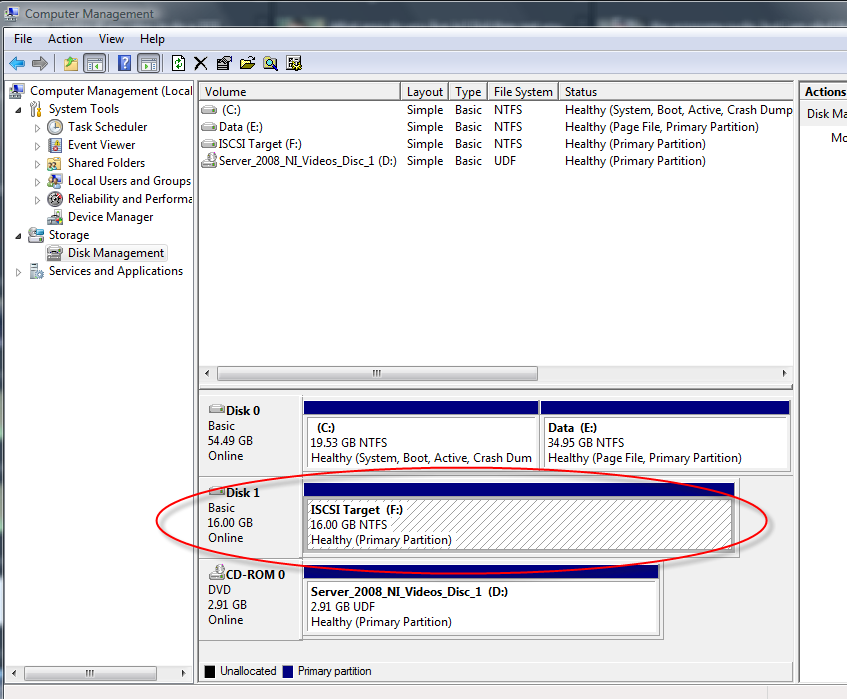 Computer Management
File Action View Help
Computer Management (Local
System Tools
Task Scheduler
Event Viewer
Shared Folders
Local Users and Groups
Reliability and Performa
Device Manager
Storage
Disk Management
Services and Applications
Volume Layout Type File System Status
(C:) Simple Basic NTFS Healthy (System, Boot, Active, Crash Dump
Data (E:) Simple Basic NTFS Healthy (Page File, Primary Partition)
ISCSI Target (F:) Simple Basic NTFS Healthy (Primary Partition)
Server_2008_NI_Videos_Disc_1 (D:) Simple Basic UDF Healthy (Primary Partition)
Actions
Disk Ma
Mo
Disk 0
Basic
54.49 GB
Online
(C:)
19.53 GB NTFS
Healthy (System, Boot, Active, Crash Dum
Data (E:)
34.95 GB NTFS
Healthy (Page File, Primary Partition)
Disk 1
Basic
16.00 GB
Online
ISCSI Target (F:)
16.00 GB NTFS
Healthy (Primary Partition)
CD-ROM 0
DVD
2.91 GB
Online
Server_2008_NI_Videos_Disc_1 (D:)
2.91 GB UDF
Healthy (Primary Partition)
Unallocated Primary partition